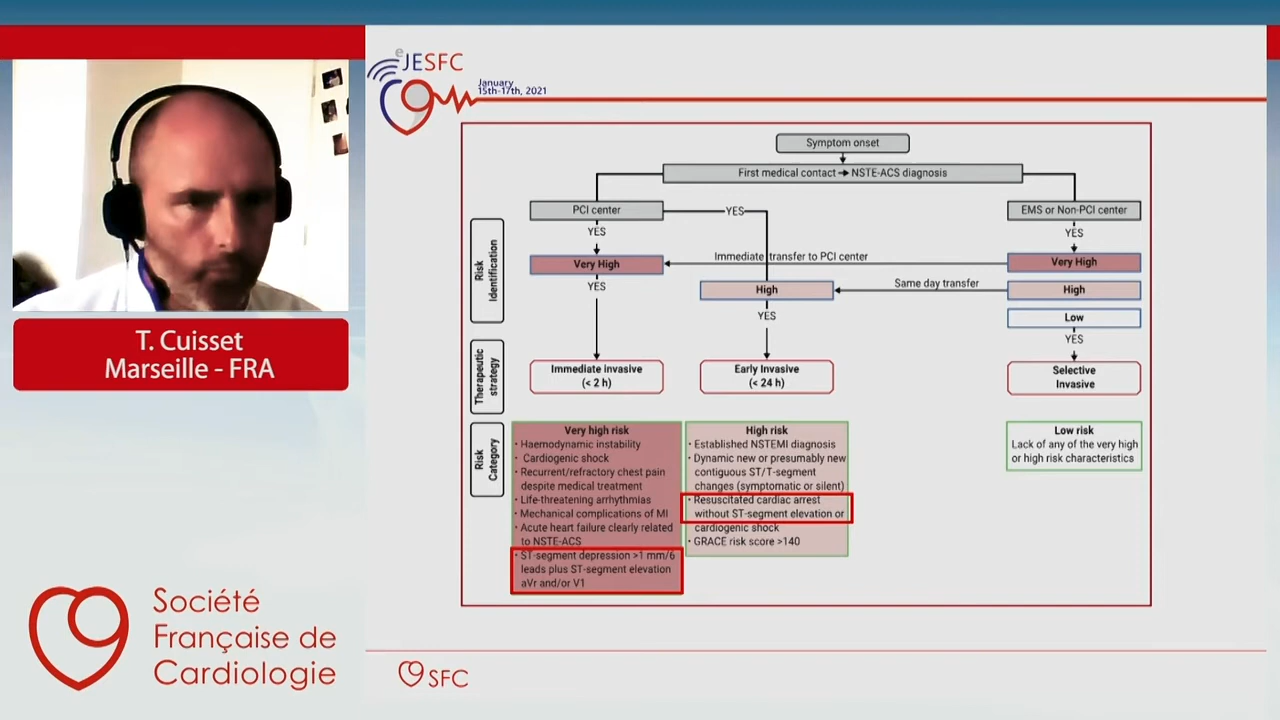 eJESFC
January
15th-17th, 2021
Symptom onset
First medical contact → NSTE-ACS diagnosis
PCI center
YES
EMS or Non-PCI center
YES
YES
Risk
Identification
Very High
Immediate transfer to PCI center
Very High
YES
High
Same day transfer
High
YES
Low
YES
Therapeutic
strategy
Immediate invasive
(< 2 h)
Early Invasive
(< 24 h)
Selective
Invasive
Risk
Category
Very high risk
• Haemodynamic instability
• Cardiogenic shock
• Recurrent/refractory chest pain
despite medical treatment
• Life-threatening arrhythmias
• Mechanical complications of MI
• Acute heart failure clearly related
to NSTE-ACS
• ST-segment depression >1 mm/6
leads plus ST-segment elevation
aVr and/or V1
High risk
• Established NSTEMI diagnosis
• Dynamic new or presumably new
contiguous ST/T-segment
changes (symptomatic or silent)
• Resuscitated cardiac arrest
without ST-segment elevation or
cardiogenic shock
• GRACE risk score >140
Low risk
Lack of any of the very high
or high risk characteristics
T. Cuisset
Marseille - FRA
Société
Française de
Cardiologie
SFC